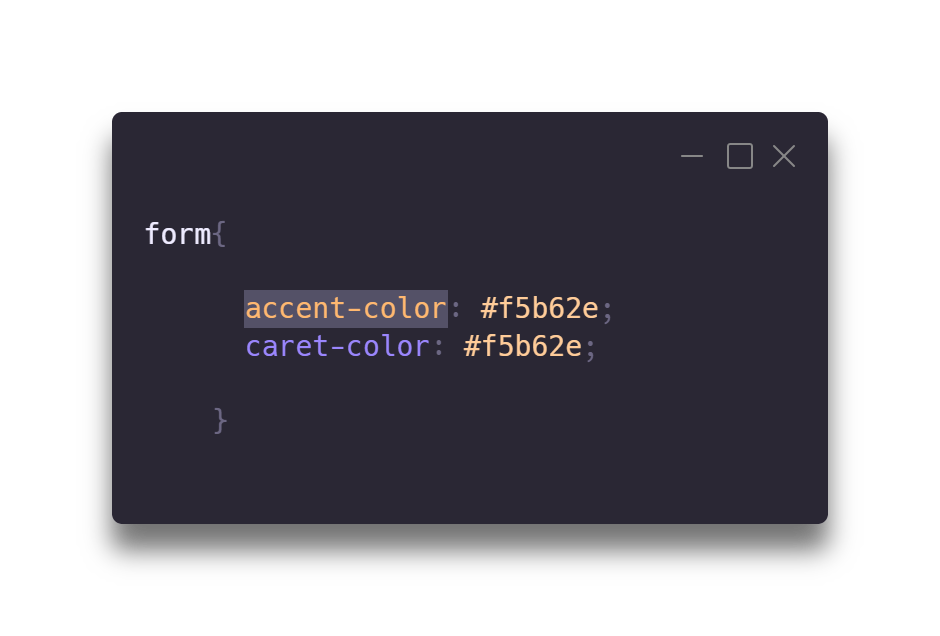 form{
accent-color: #f5b62e;
caret-color: #f5b62e;
}